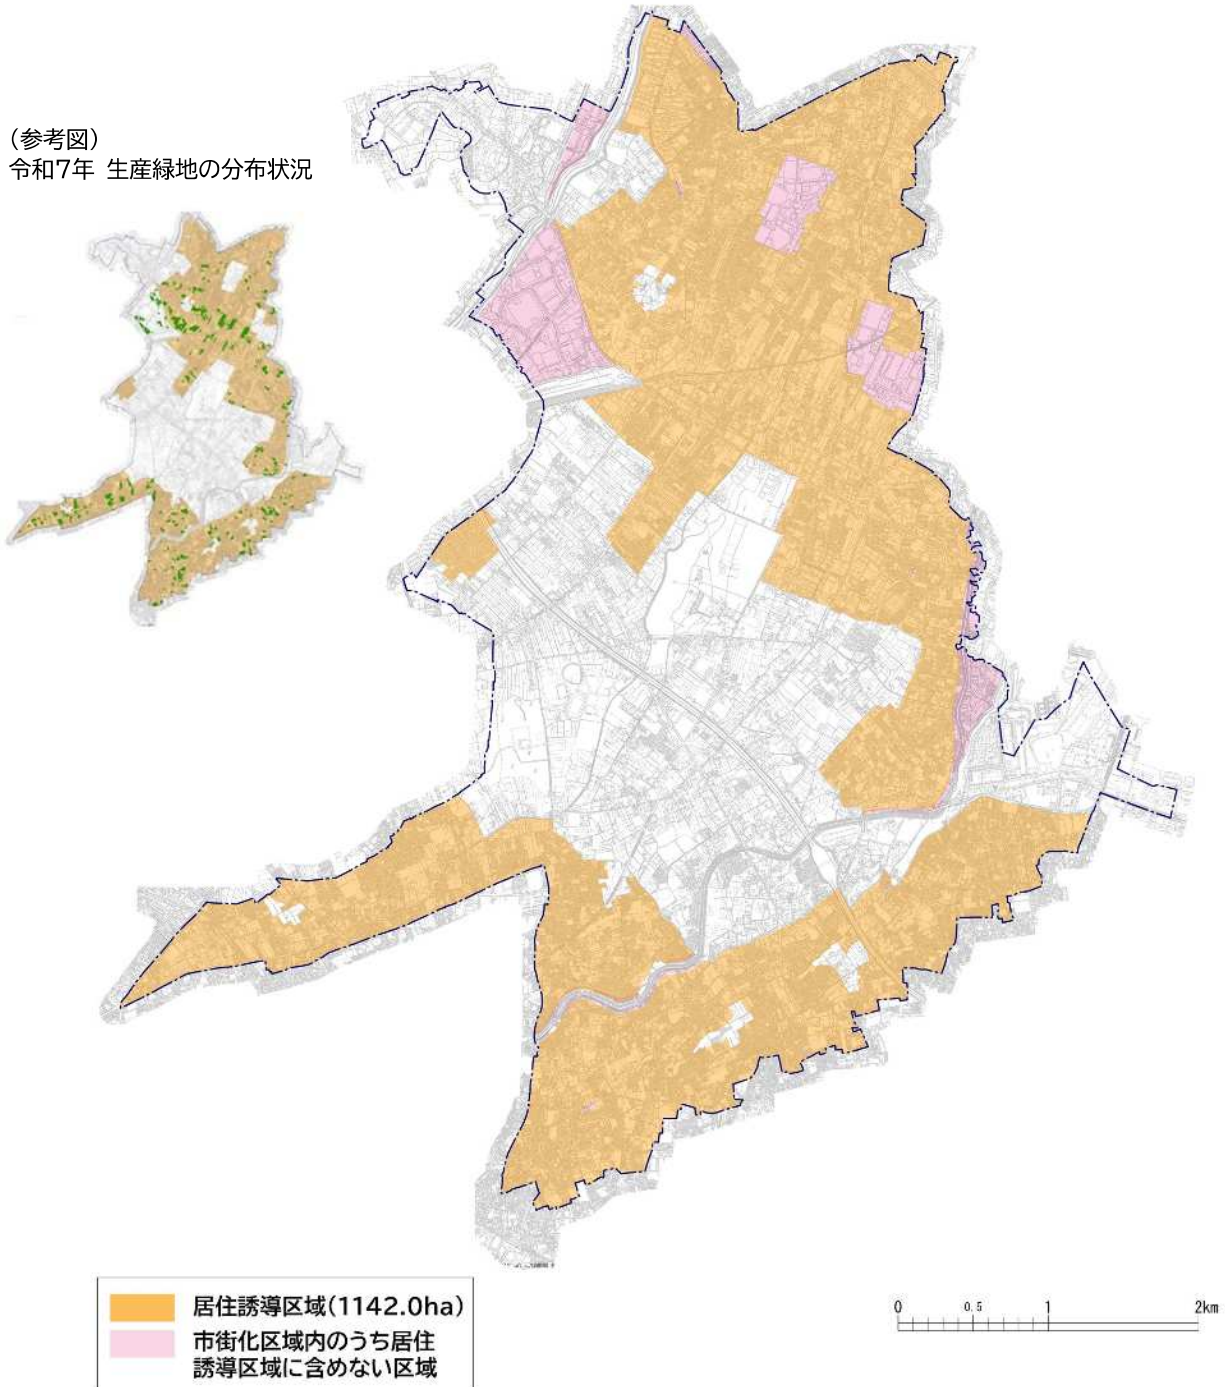 (参考図)
令和7年 生産緑地の分布状況
居住誘導区域(1142.0ha)
市街化区域内のうち居住
誘導区域に含めない区域
0 0.5 1 2km